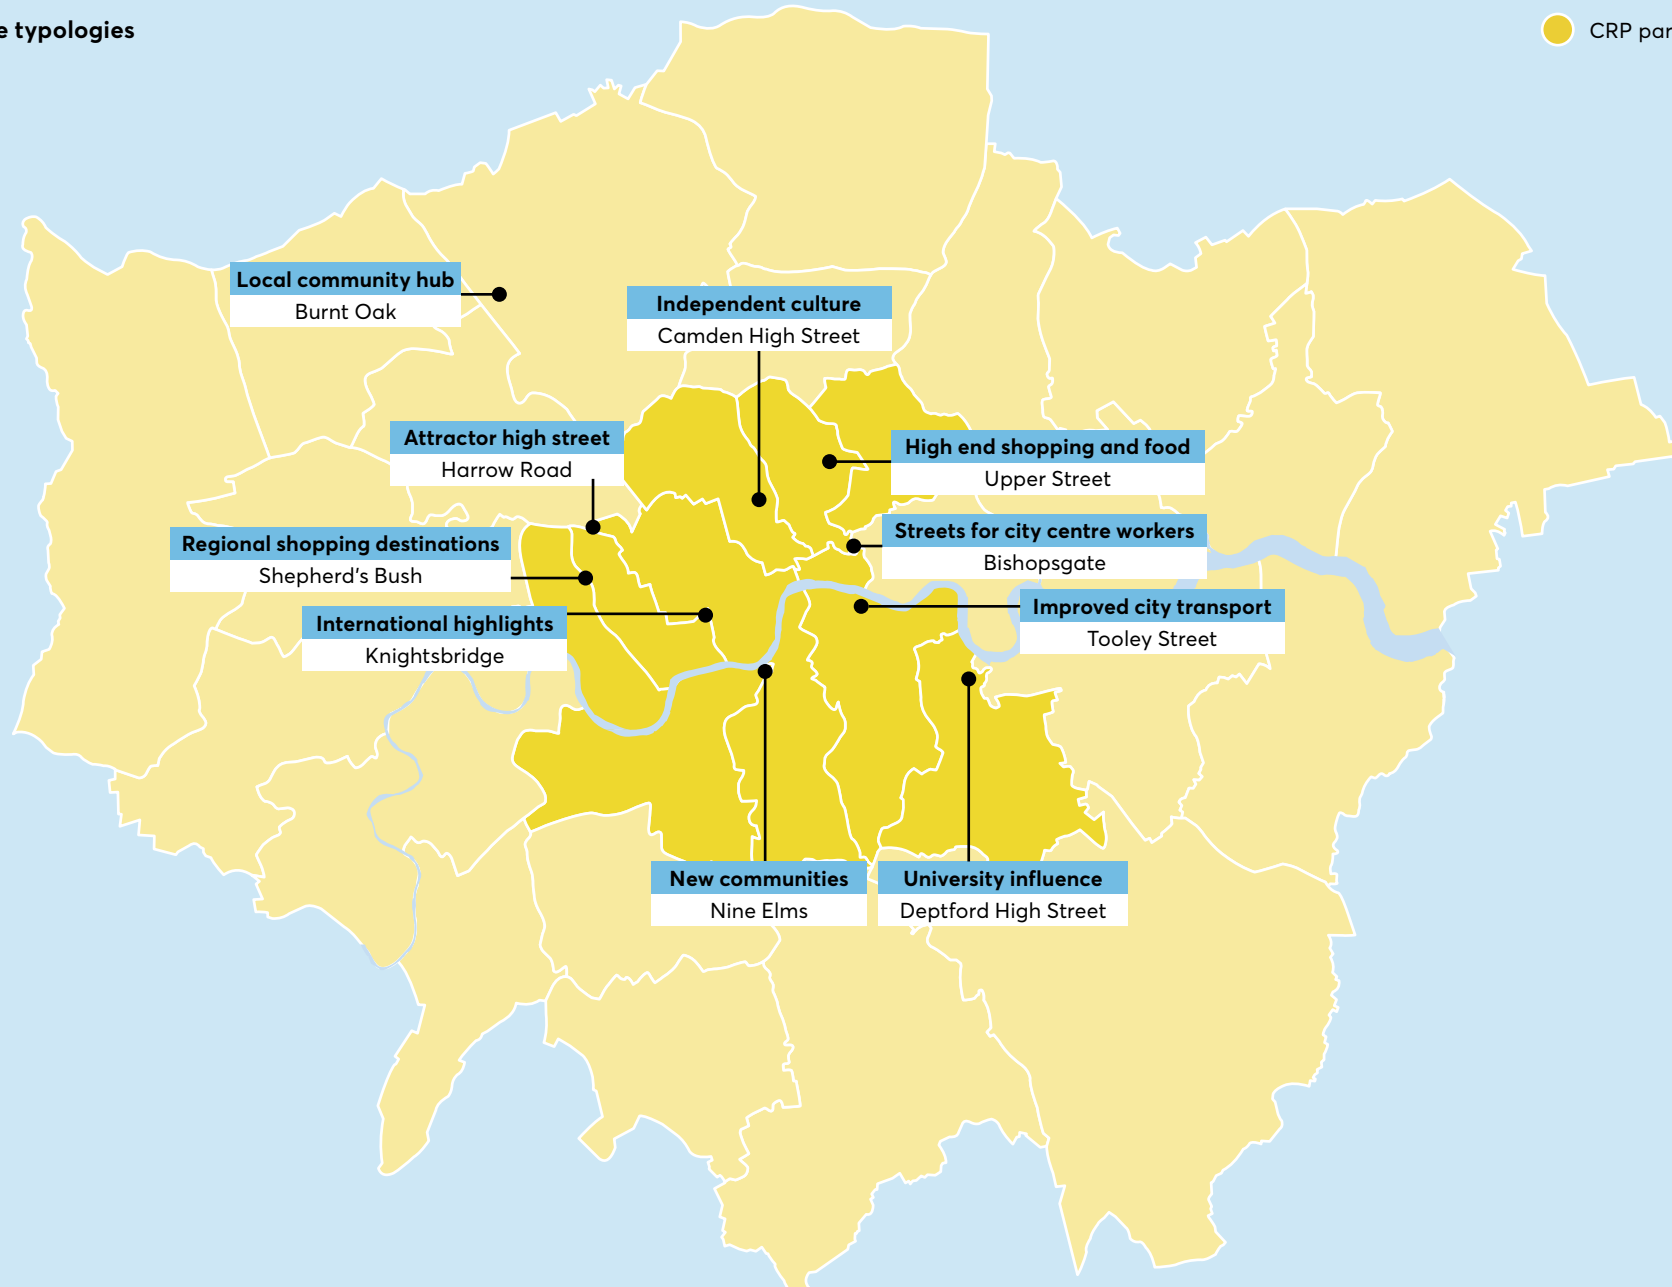 e typologies
CRP par
Local community hub
Burnt Oak
Independent culture
Camden High Street
Attractor high street
Harrow Road
High end shopping and food
Upper Street
Regional shopping destinations
Shepherd's Bush
Streets for city centre workers
Bishopsgate
International highlights
Knightsbridge
Improved city transport
Tooley Street
New communities
Nine Elms
University influence
Deptford High Street